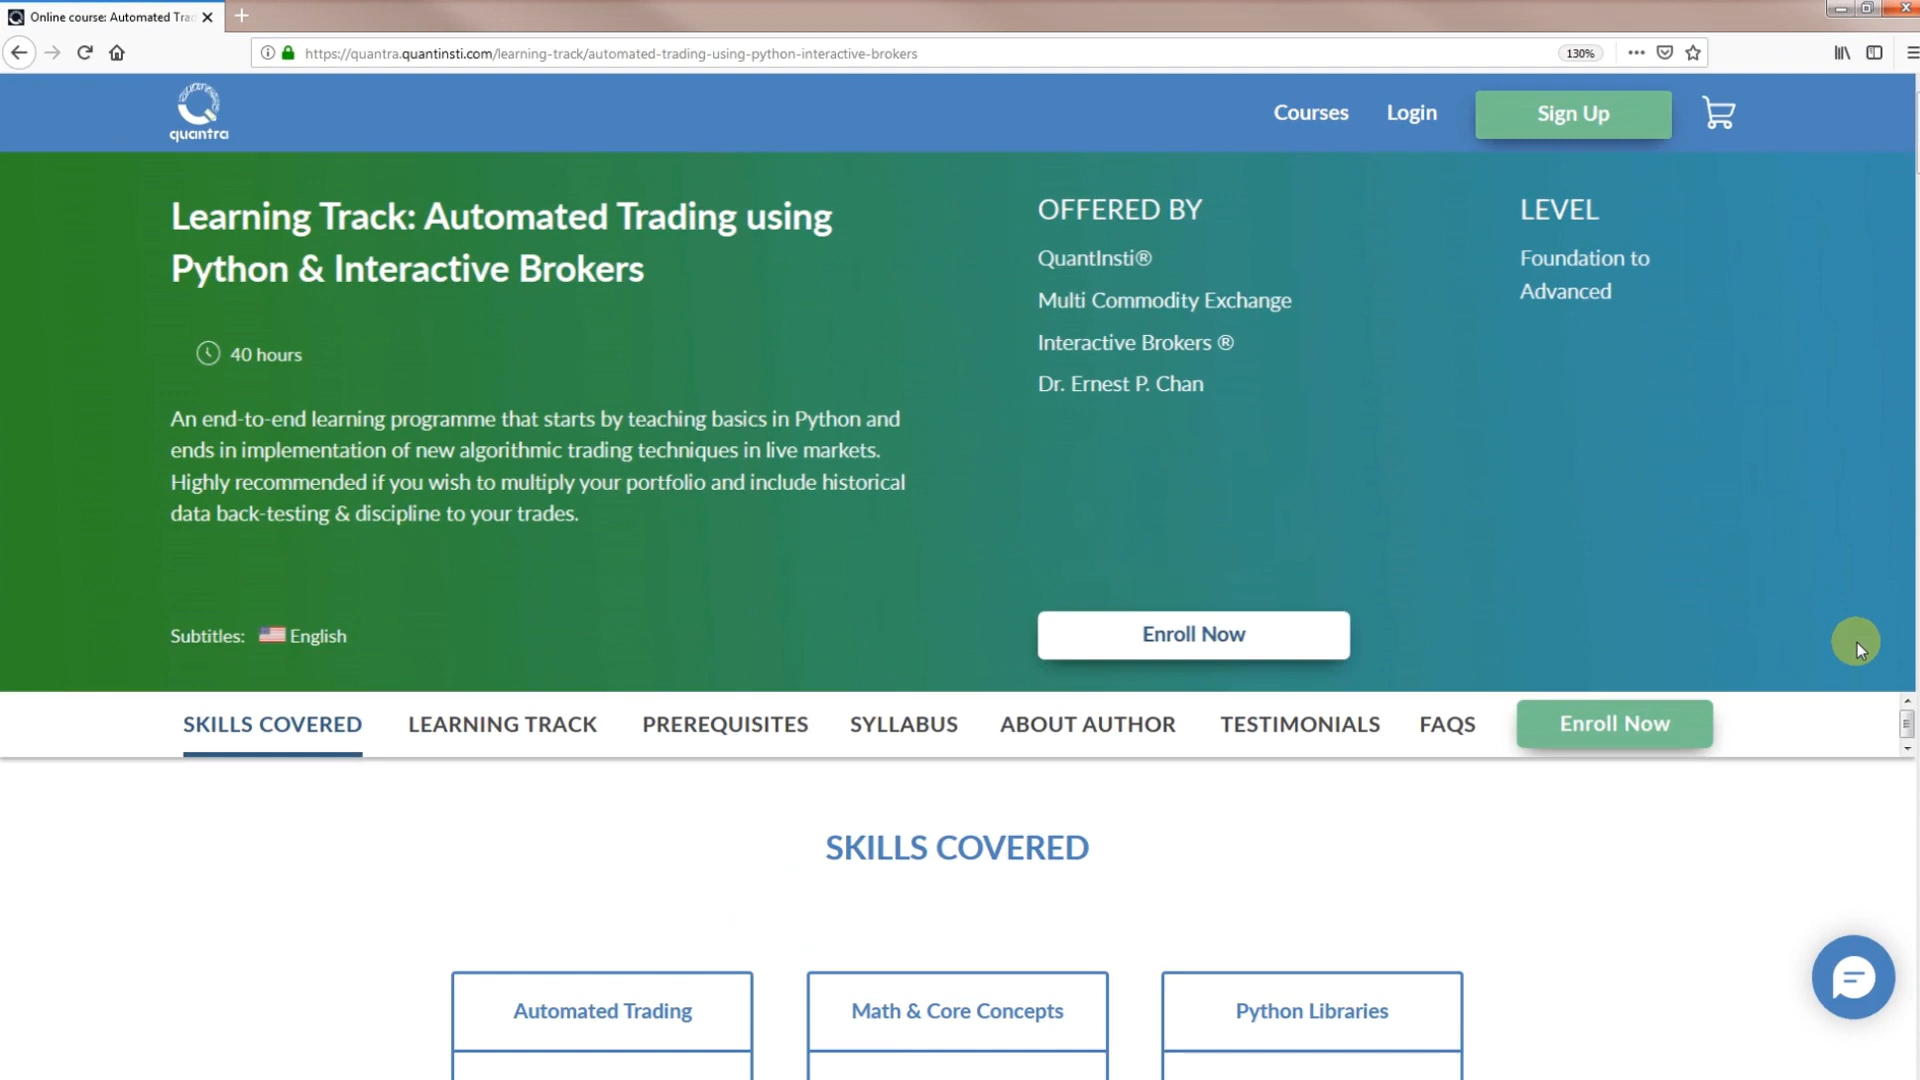 Online course: Automated Tra
https://quantra.quantinsti.com/learning-track/automated-trading-using-python-interactive-brokers
130%
quantra
Courses
Login
Sign Up
Learning Track: Automated Trading using
Python & Interactive Brokers
40 hours
An end-to-end learning programme that starts by teaching basics in Python and
ends in implementation of new algorithmic trading techniques in live markets.
Highly recommended if you wish to multiply your portfolio and include historical
data back-testing & discipline to your trades.
Subtitles: English
OFFERED BY
QuantInsti®
Multi Commodity Exchange
Interactive Brokers ®
Dr. Ernest P. Chan
Enroll Now
LEVEL
Foundation to
Advanced
SKILLS COVERED
LEARNING TRACK
PREREQUISITES
SYLLABUS
ABOUT AUTHOR
TESTIMONIALS
FAQS
Enroll Now
SKILLS COVERED
Automated Trading
Math & Core Concepts
Python Libraries